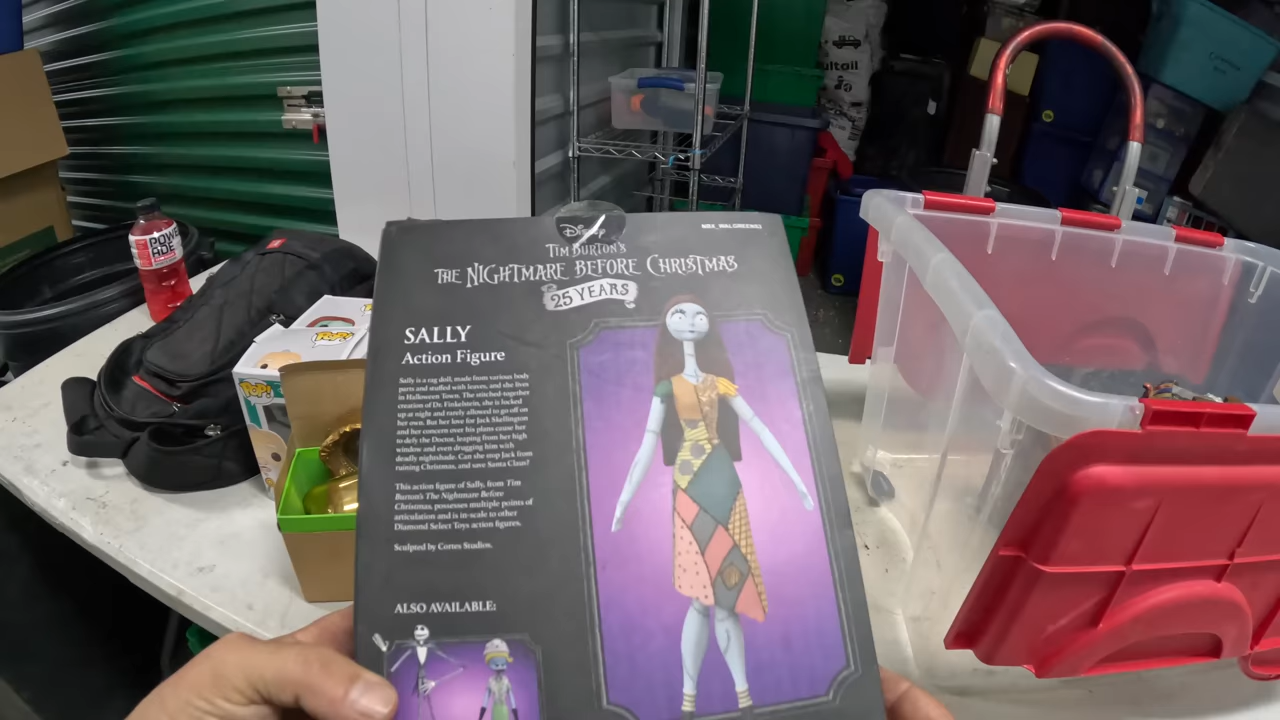 Disney
NBX_WALGREENS2
TIM BURTON'S
THE NIGHTMARE BEFORE CHRISTMAS
25 YEARS
SALLY
Action Figure
Sally is a rag doll, made from various body
parts and stuffed with leaves, and she lives
in Halloween Town. The stitched-together
creation of Dr. Finkelstein, she is locked
up at night and rarely allowed to go off on
her own. But her love for Jack Skellington
and her concern over his plans cause her
to defy the Doctor, leaping from her high
window and even drugging him with
deadly nightshade. Can she stop Jack from
ruining Christmas, and save Santa Claus?
This action figure of Sally, from Tim
Burton's The Nightmare Before
Christmas, possesses multiple points of
articulation and is in-scale to other
Diamond Select Toys action figures.
Sculpted by Cortes Studios.
ALSO AVAILABLE:
POWE
ADE
POP!
POP!
ultail